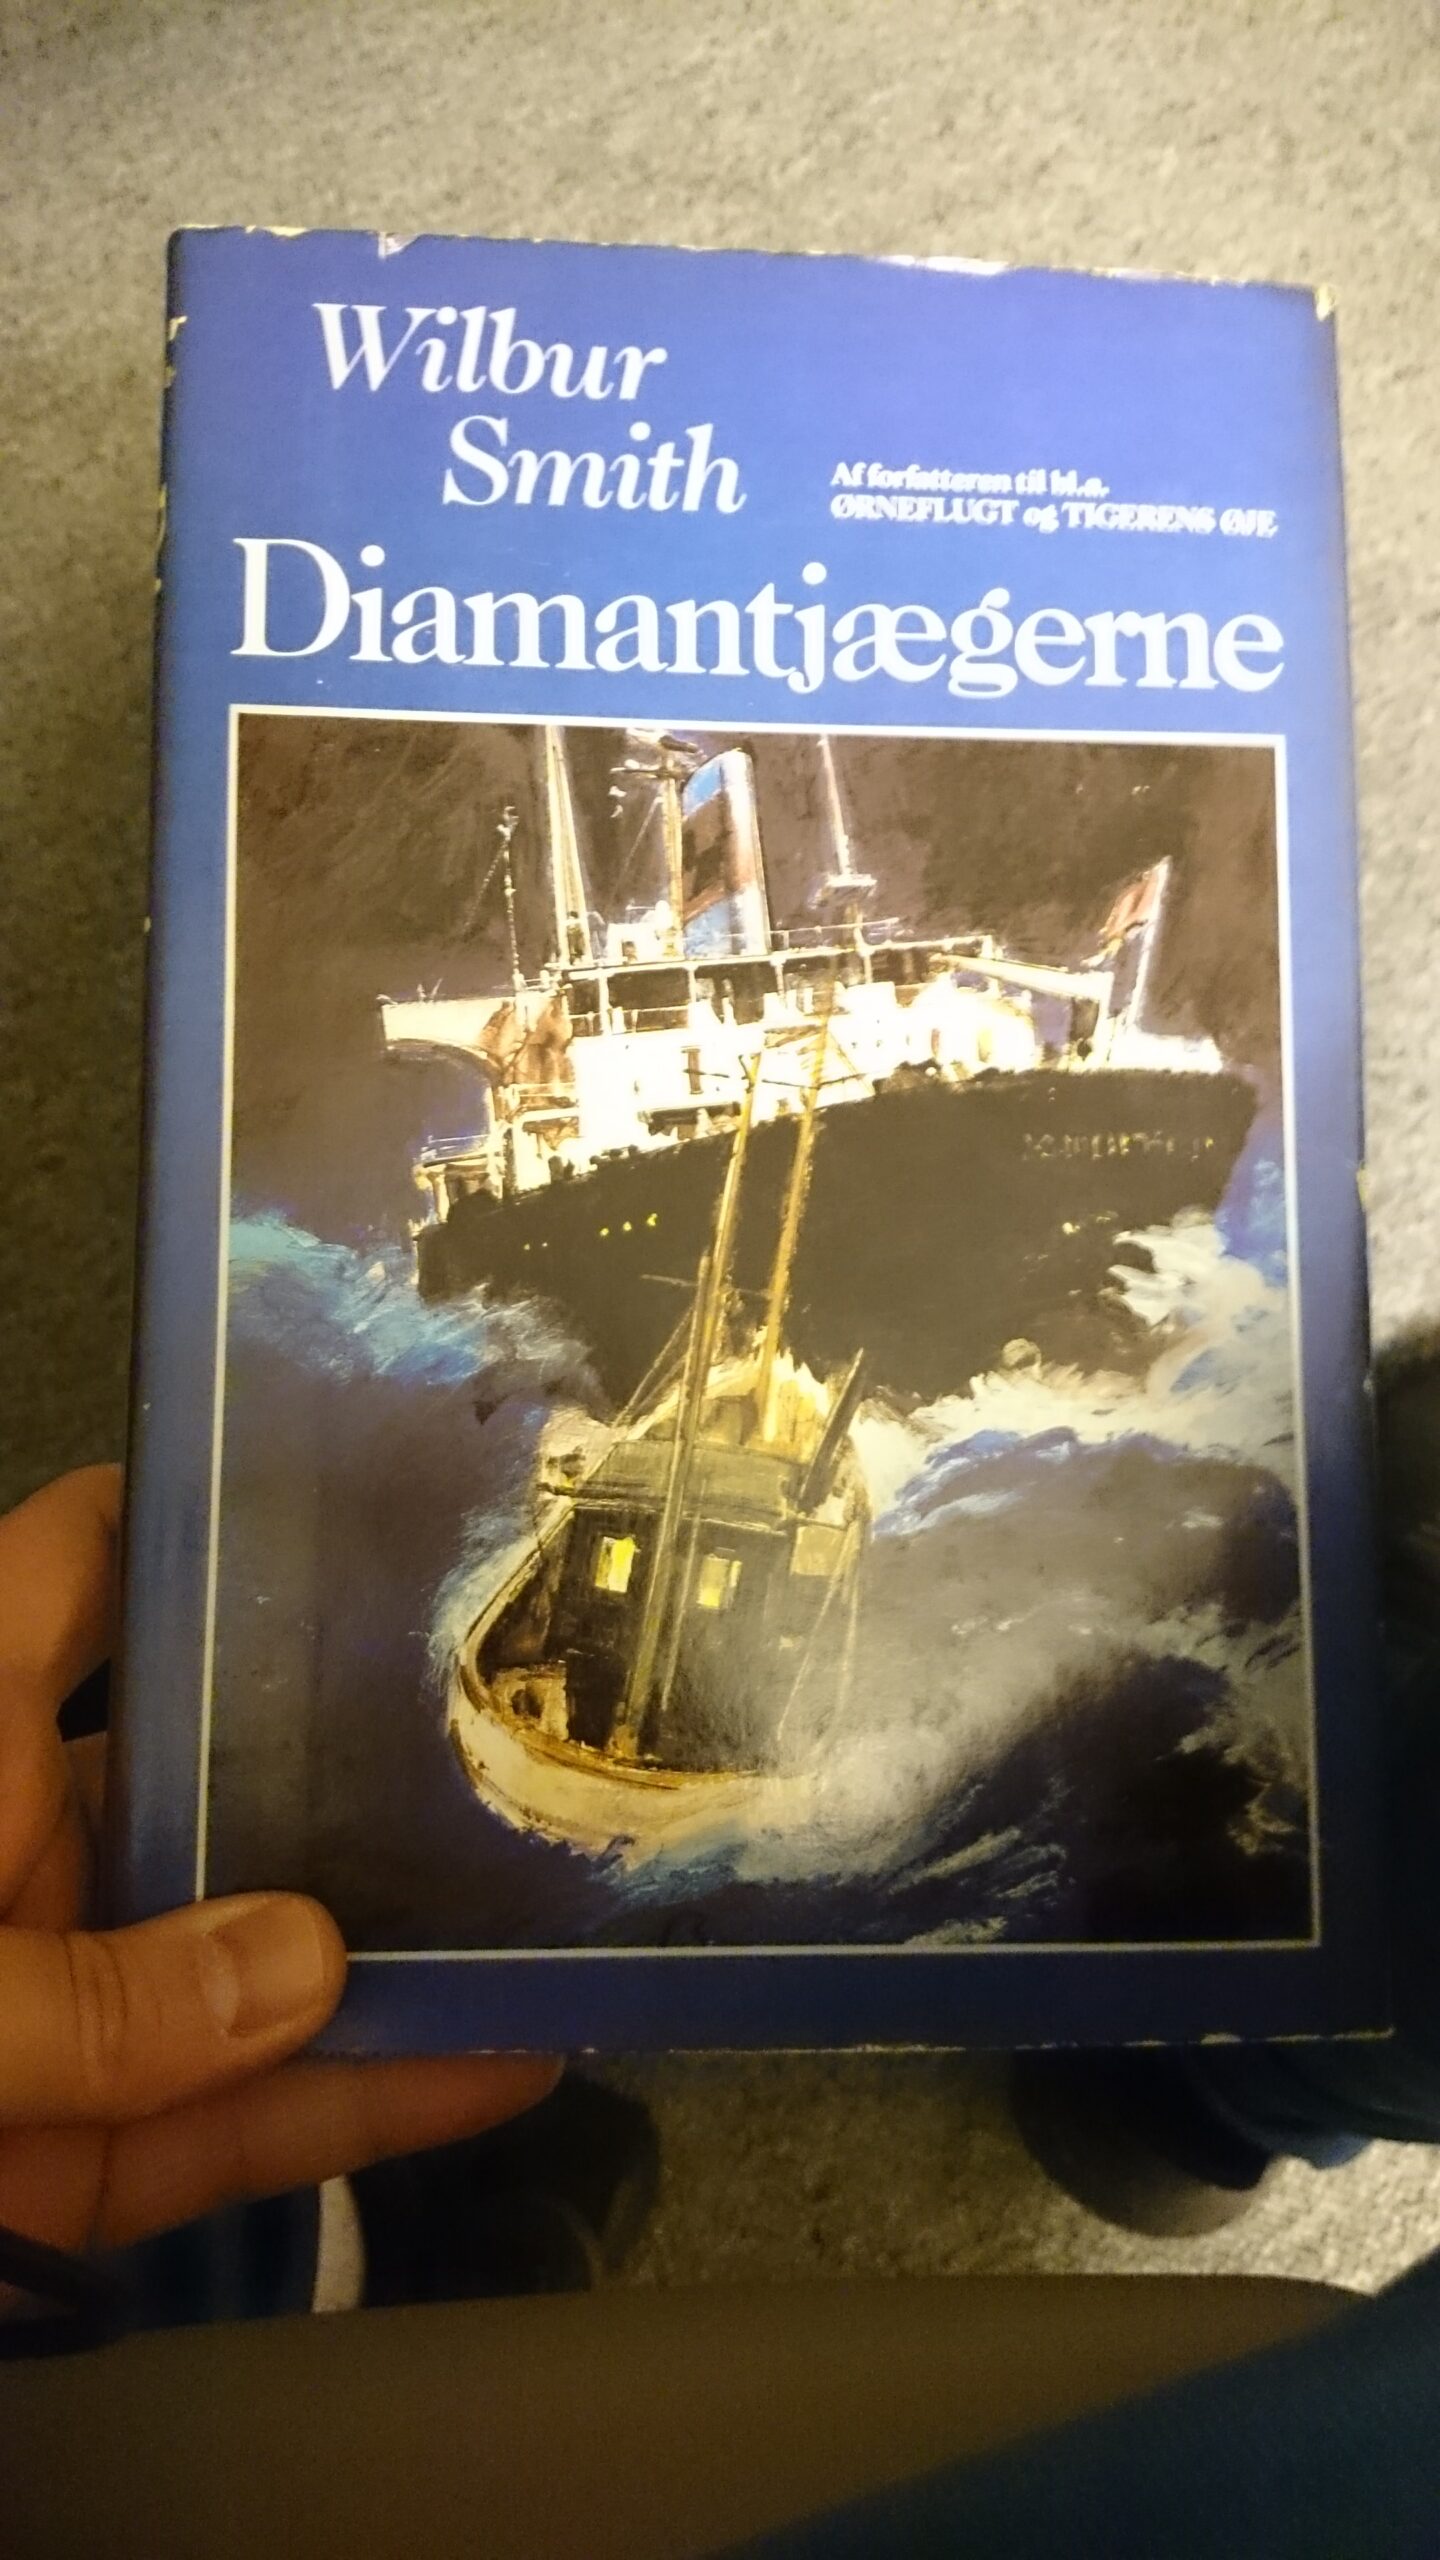 Wilbur
Smith
Af forfatteren til bl.a.
ØRNEFLUGT og TIGERENS ØJE
Diamantjægerne